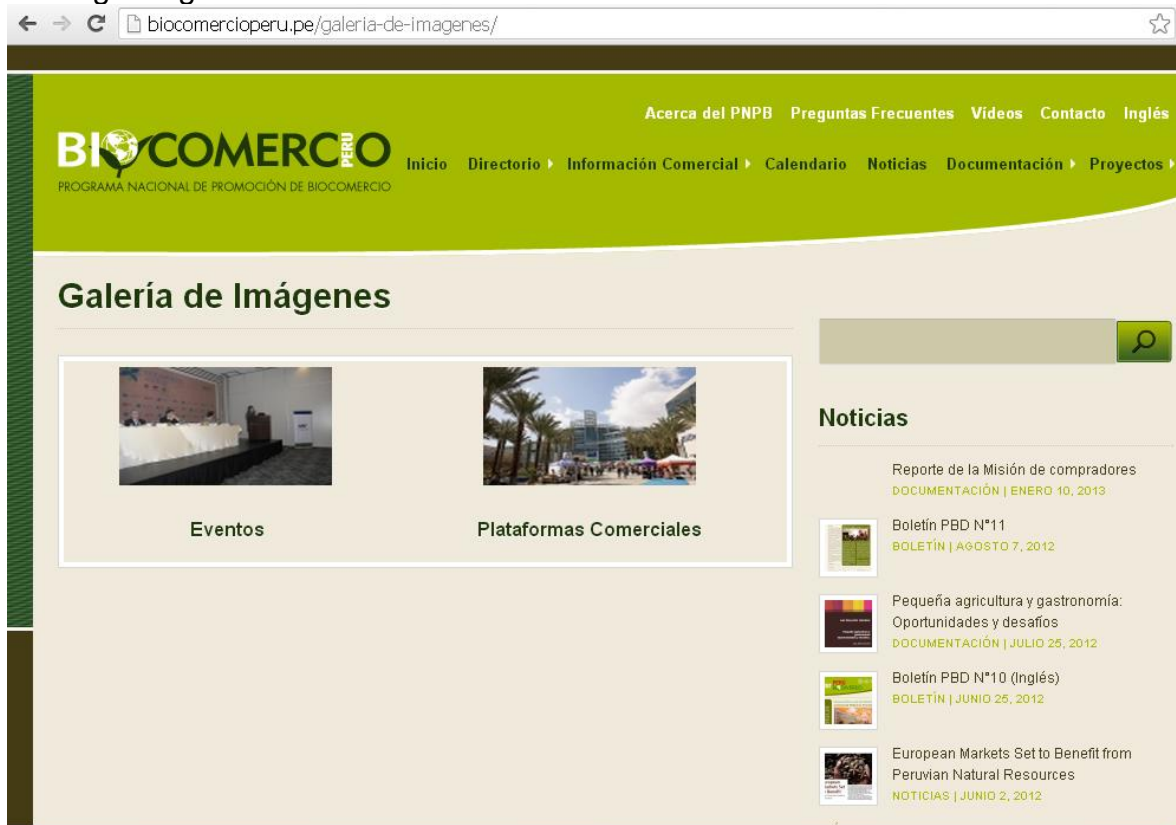 biocomercioperu.pe/galeria-de-imagenes/
Acerca del PNPB Preguntas Frecuentes Videos Contacto Inglés
BIOCOMERCIO PERU
PROGRAMA NACIONAL DE PROMOCIÓN DE BIOCOMERCIO
Inicio Directorio Información Comercial Calendario Noticias Documentación Proyectos
Galería de Imágenes
Eventos
Plataformas Comerciales
Noticias
Reporte de la Misión de compradores
DOCUMENTACIÓN | ENERO 10, 2013
Boletín PBD N°11
BOLETÍN | AGOSTO 7, 2012
Pequeña agricultura y gastronomía:
Oportunidades y desafíos
DOCUMENTACIÓN | JULIO 25, 2012
Boletín PBD N°10 (Inglés)
BOLETÍN | JUNIO 25, 2012
European Markets Set to Benefit from
Peruvian Natural Resources
NOTICIAS | JUNIO 2, 2012